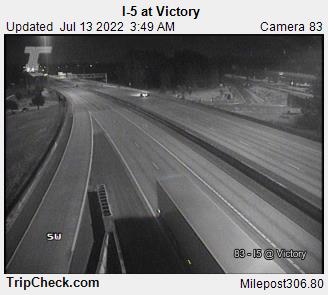 I-5 at Victory
Updated Jul 13 2022 3:49 AM Camera 83
SW
83 - I5 @ Victory
TripCheck.com Milepost306.80